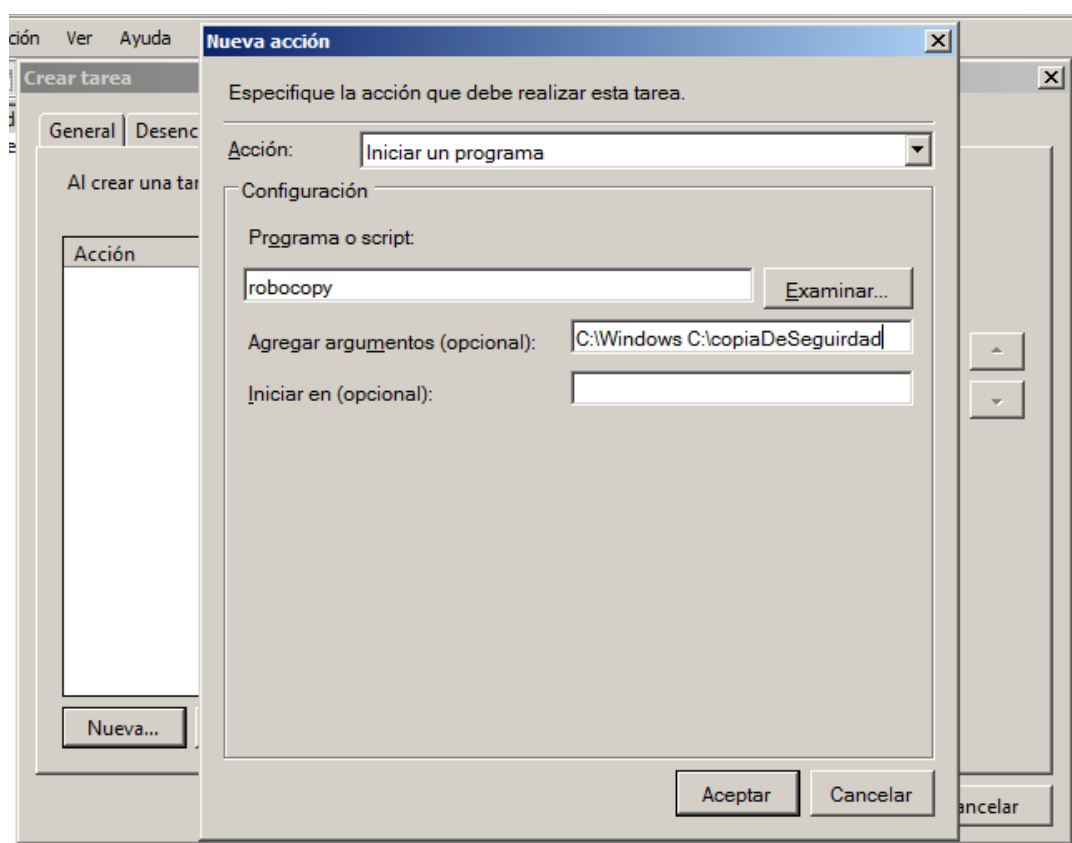 ción Ver Ayuda
Nueva acción
Crear tarea
Especifique la acción que debe realizar esta tarea.
General Desenc
Acción: Iniciar un programa
Al crear una tar
Configuración
Programa o script:
Acción
robocopy
Examinar...
Agregar argumentos (opcional): C:\Windows C:\copiaDeSeguirdad
Iniciar en (opcional):
Nueva...
Aceptar Cancelar
ancelar